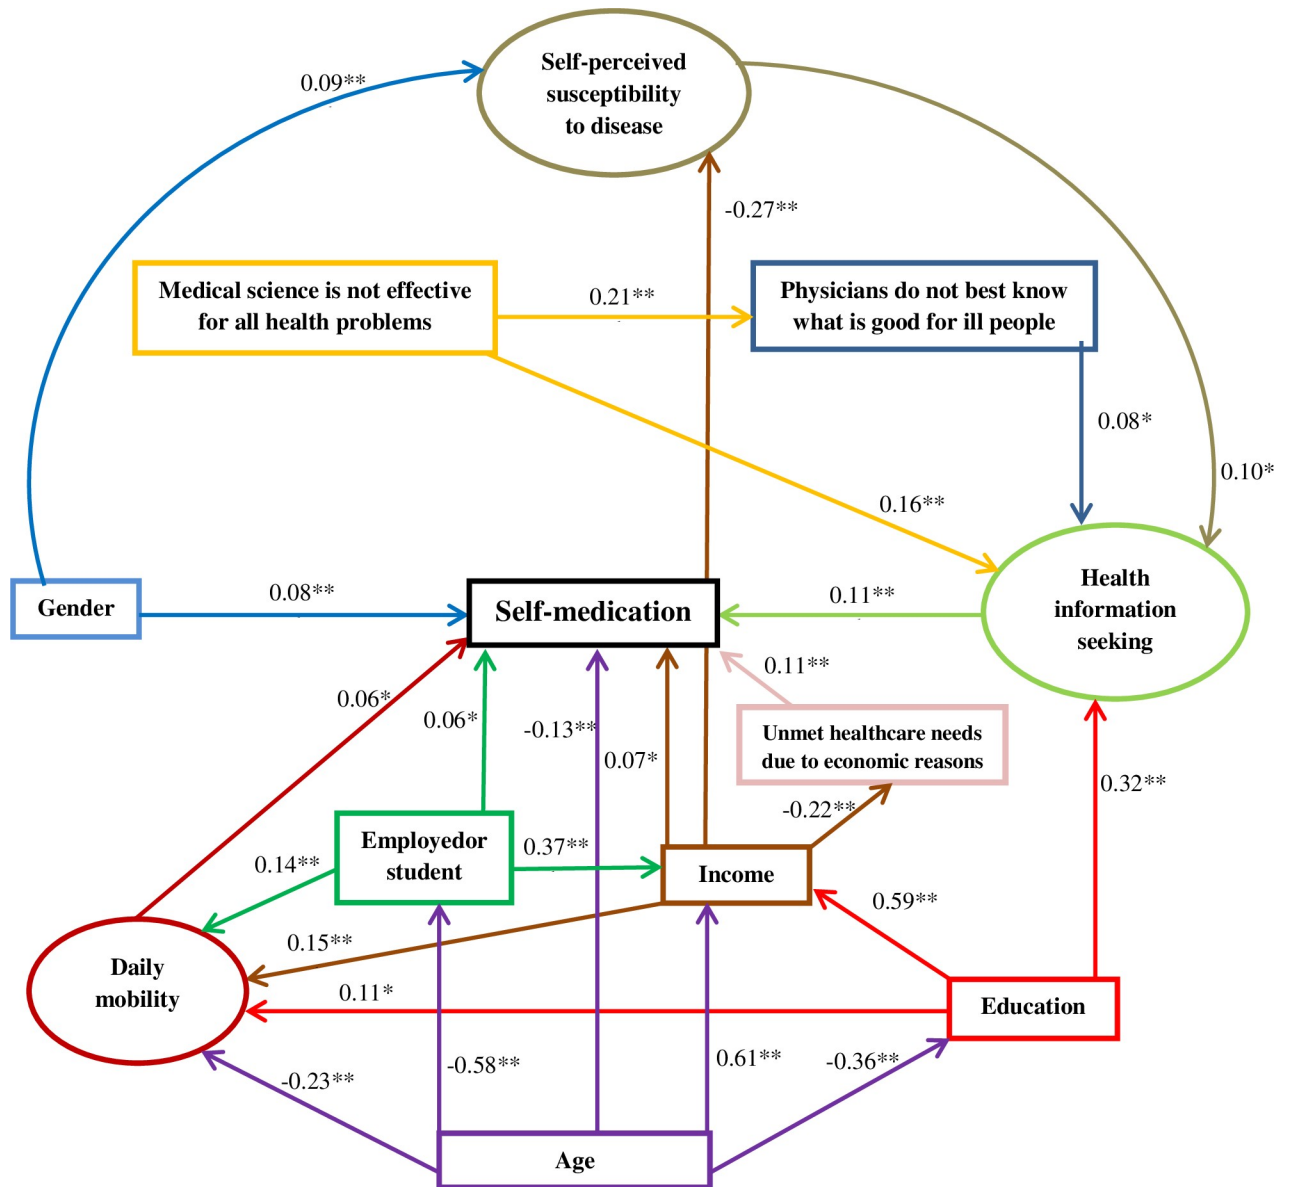 Self-perceived
susceptibility
to disease
0.09**
-0.27**
Medical science is not effective
for all health problems
0.21**
Physicians do not best know
what is good for ill people
0.08*
0.10*
0.16**
Gender
0.08**
Self-medication
0.11**
Health
information
seeking
0.06*
0.06*
-0.13**
0.07*
0.11**
Unmet healthcare needs
due to economic reasons
-0.22**
0.32**
Employedor
student
0.37**
Income
0.14**
0.59**
Daily
mobility
0.15**
0.11*
Education
-0.23**
-0.58**
0.61**
-0.36**
Age